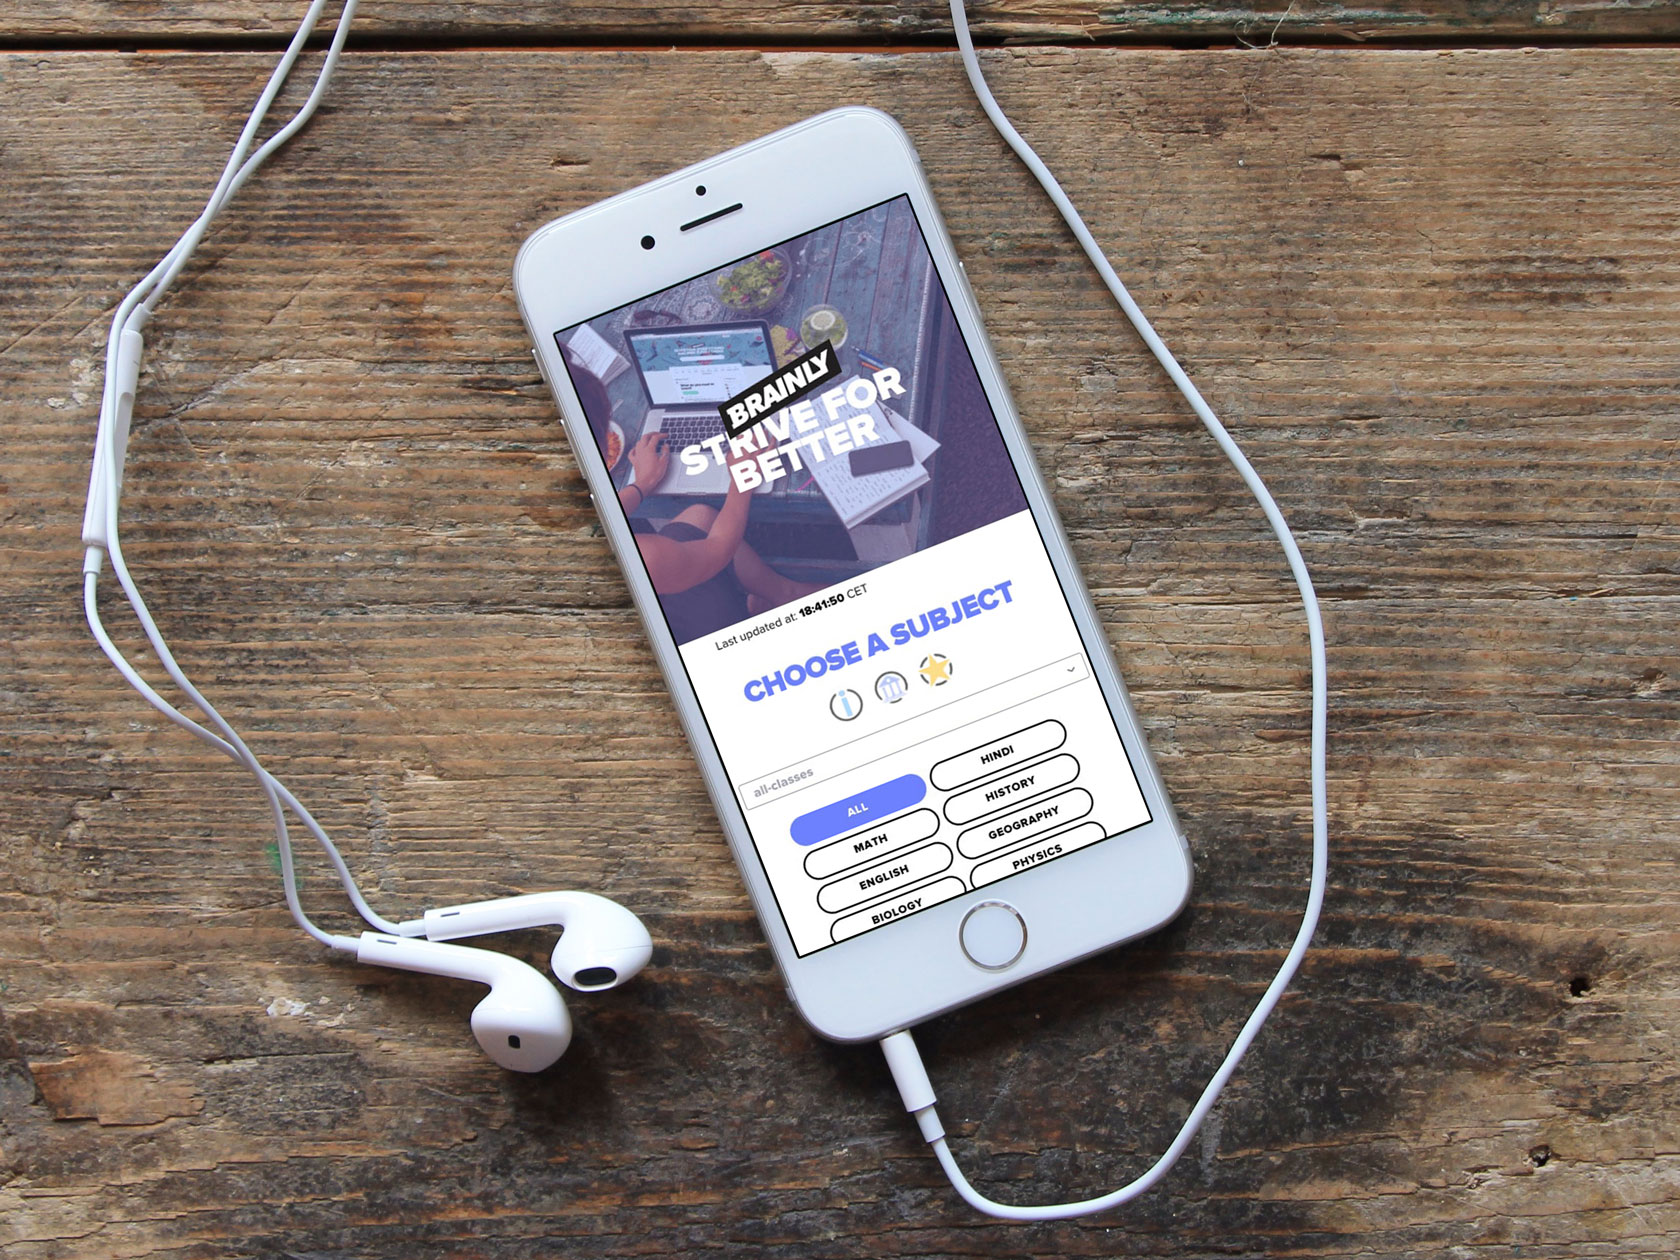 BRAINLY
STRIVE FOR
BETTER
Last updated at: 18:41:50 CET
CHOOSE A SUBJECT
all-classes
ALL
HINDI
MATH
HISTORY
ENGLISH
GEOGRAPHY
BIOLOGY
PHYSICS